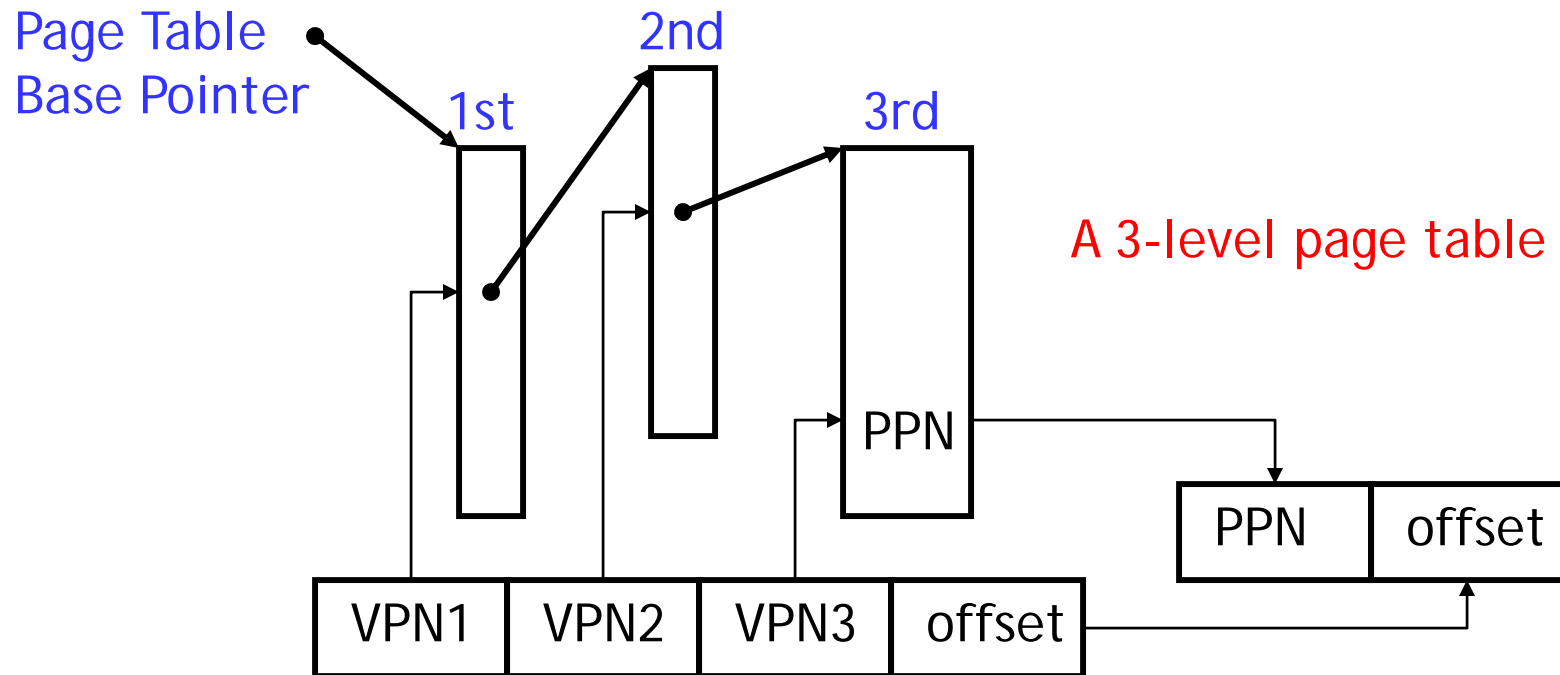 Page Table
Base Pointer
1st
2nd
3rd
A 3-level page table
PPN
PPN
offset
VPN1
VPN2
VPN3
offset